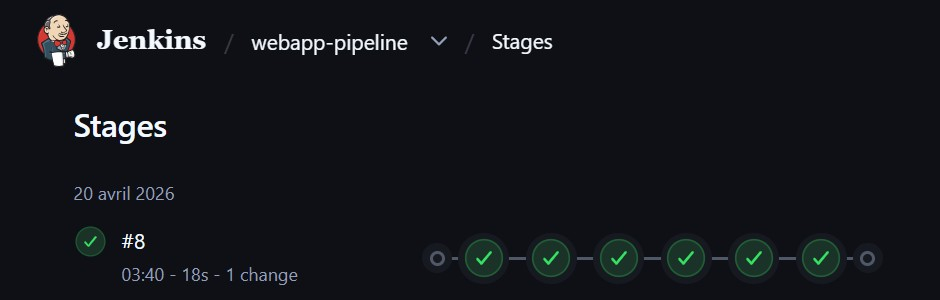 Jenkins / webapp-pipeline / Stages
Stages
20 avril 2026
#8
03:40 - 18s - 1 change